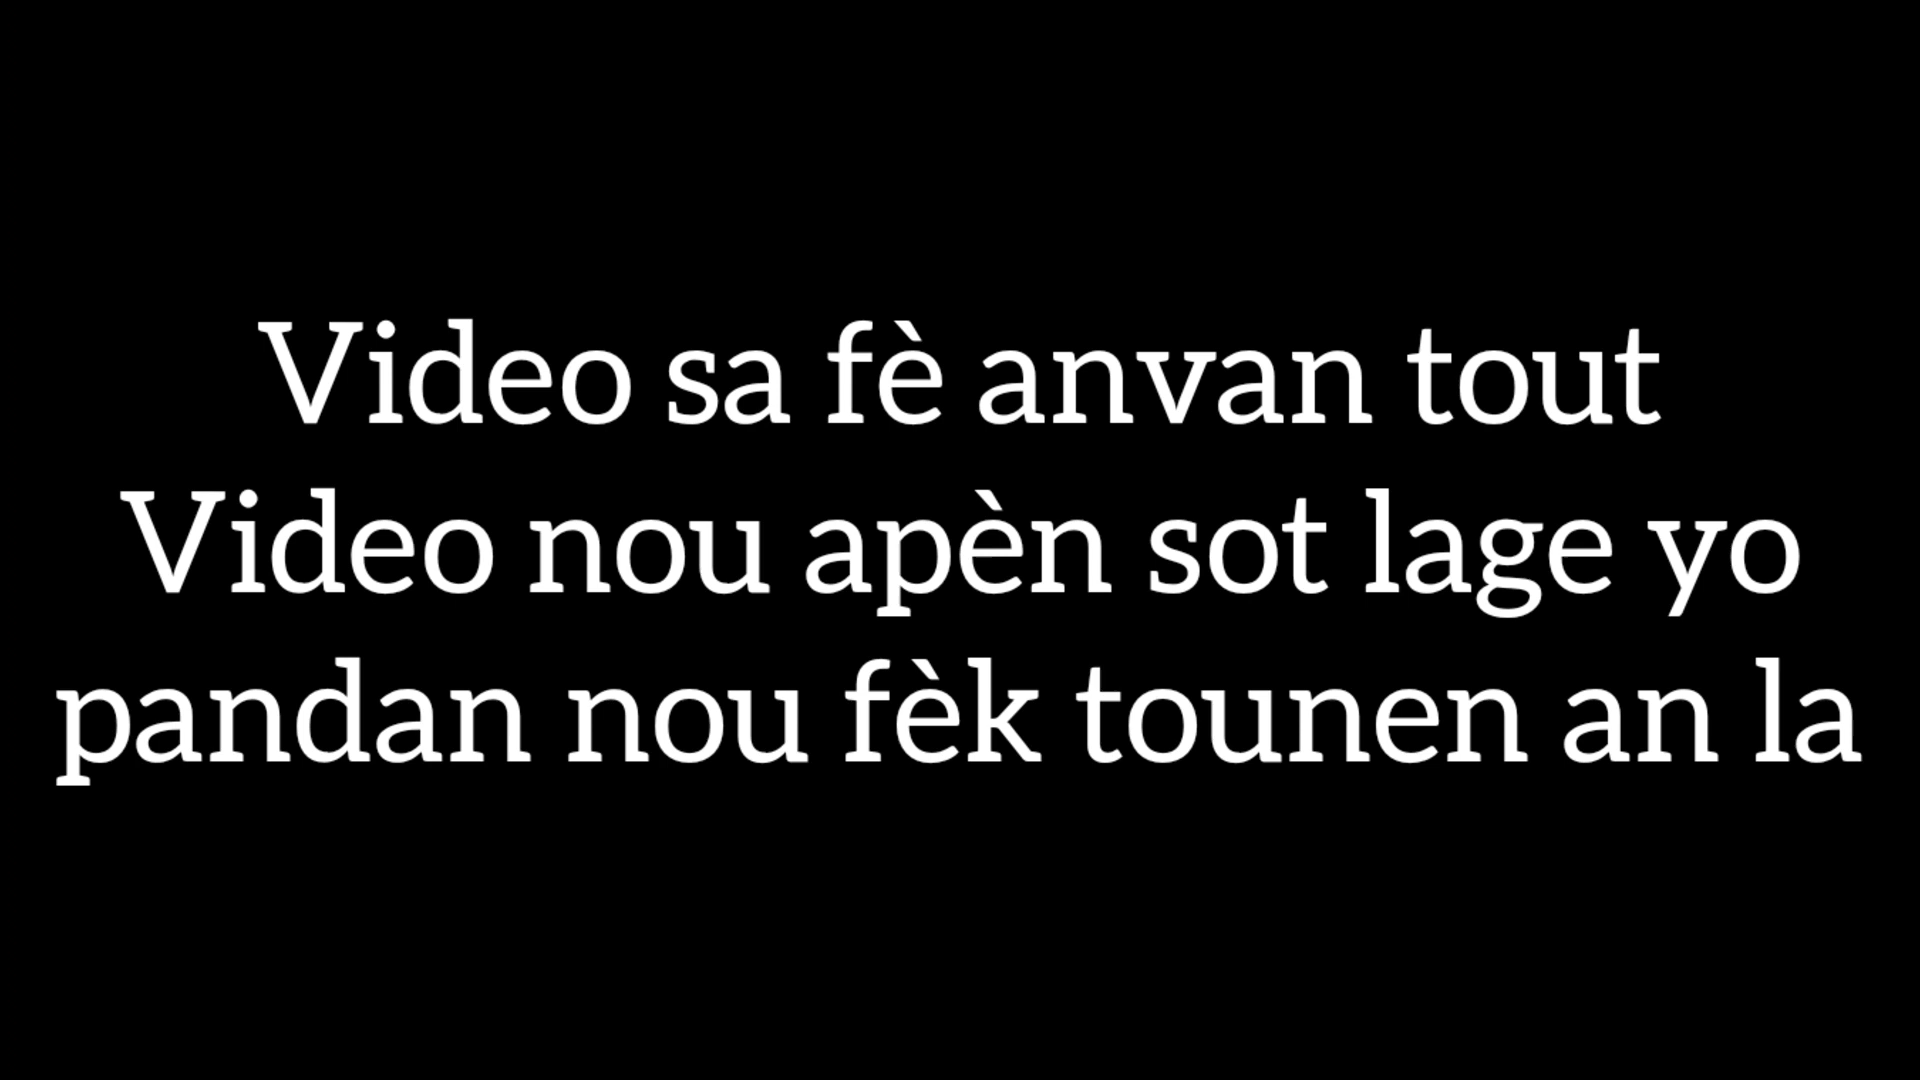 Video sa fè anvan tout
Video nou apèn sot lage yo
pandan nou fèk tounen an la